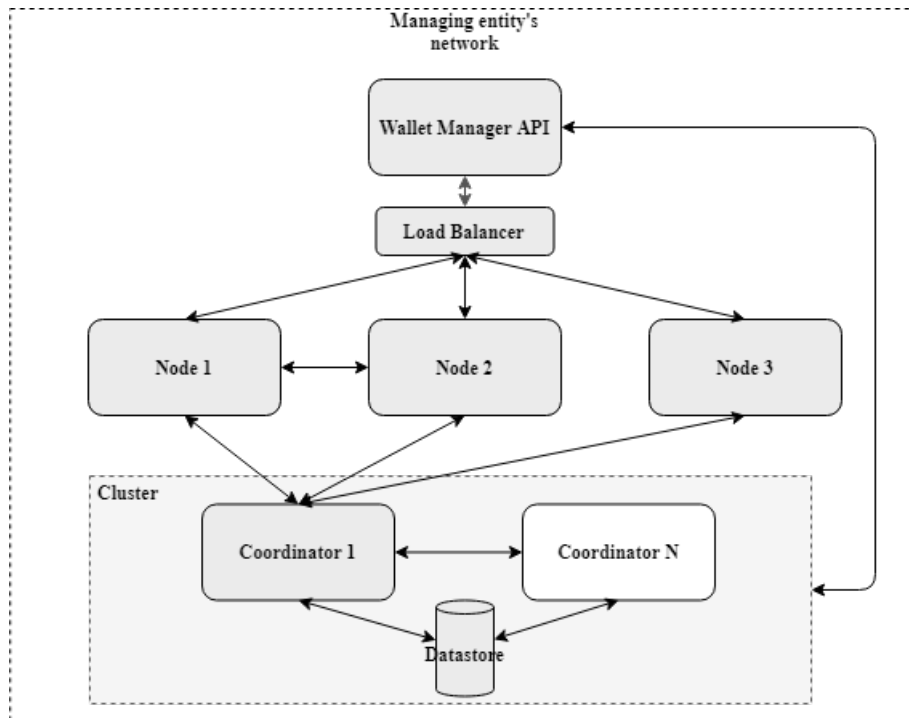 Managing entity's
network
Wallet Manager API
Load Balancer
Node 1
Node 2
Node 3
Cluster
Coordinator 1
Coordinator N
Datastore